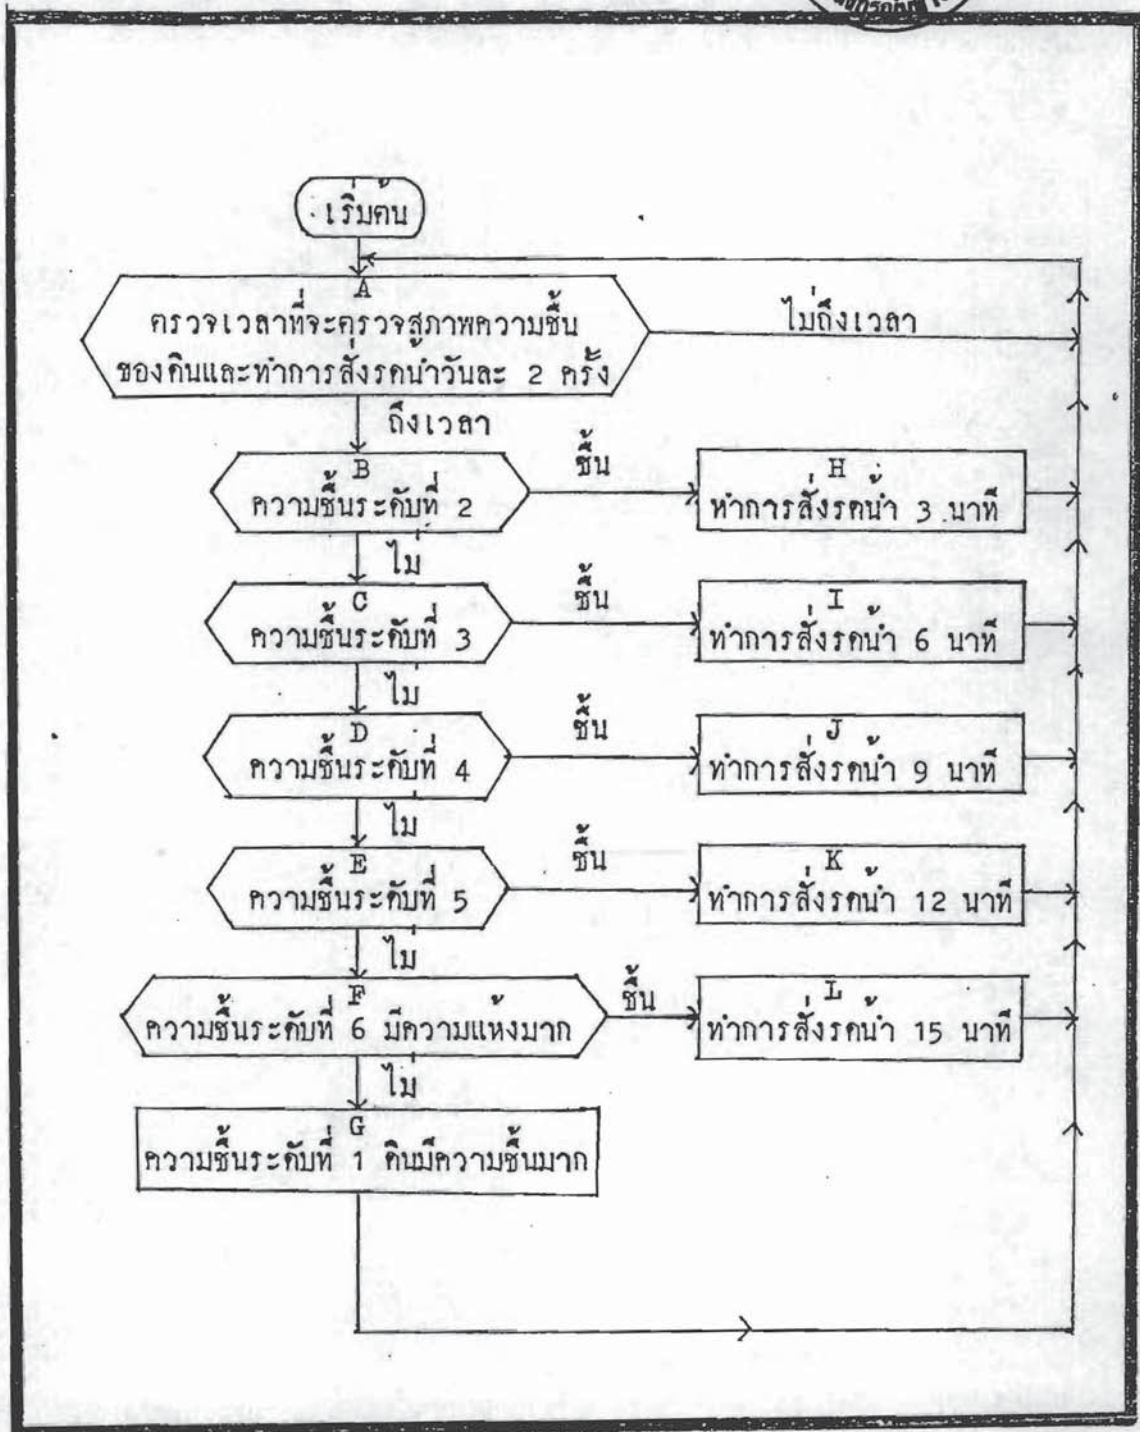 เริ่มต้น
A
ตรวจเวลาที่จะตรวจสภาพความชื้น
ของดินและทำการสั่งรดน้ำวันละ 2 ครั้ง
ไม่ถึงเวลา
ถึงเวลา
B
ความชื้นระดับที่ 2
ชื้น
H
ทำการสั่งรดน้ำ 3 นาที
ไม่
C
ความชื้นระดับที่ 3
ชื้น
I
ทำการสั่งรดน้ำ 6 นาที
ไม่
D
ความชื้นระดับที่ 4
ชื้น
J
ทำการสั่งรดน้ำ 9 นาที
ไม่
E
ความชื้นระดับที่ 5
ชื้น
K
ทำการสั่งรดน้ำ 12 นาที
ไม่
F
ความชื้นระดับที่ 6 มีความแห้งมาก
ชื้น
L
ทำการสั่งรดน้ำ 15 นาที
ไม่
G
ความชื้นระดับที่ 1 ดินมีความชื้นมาก